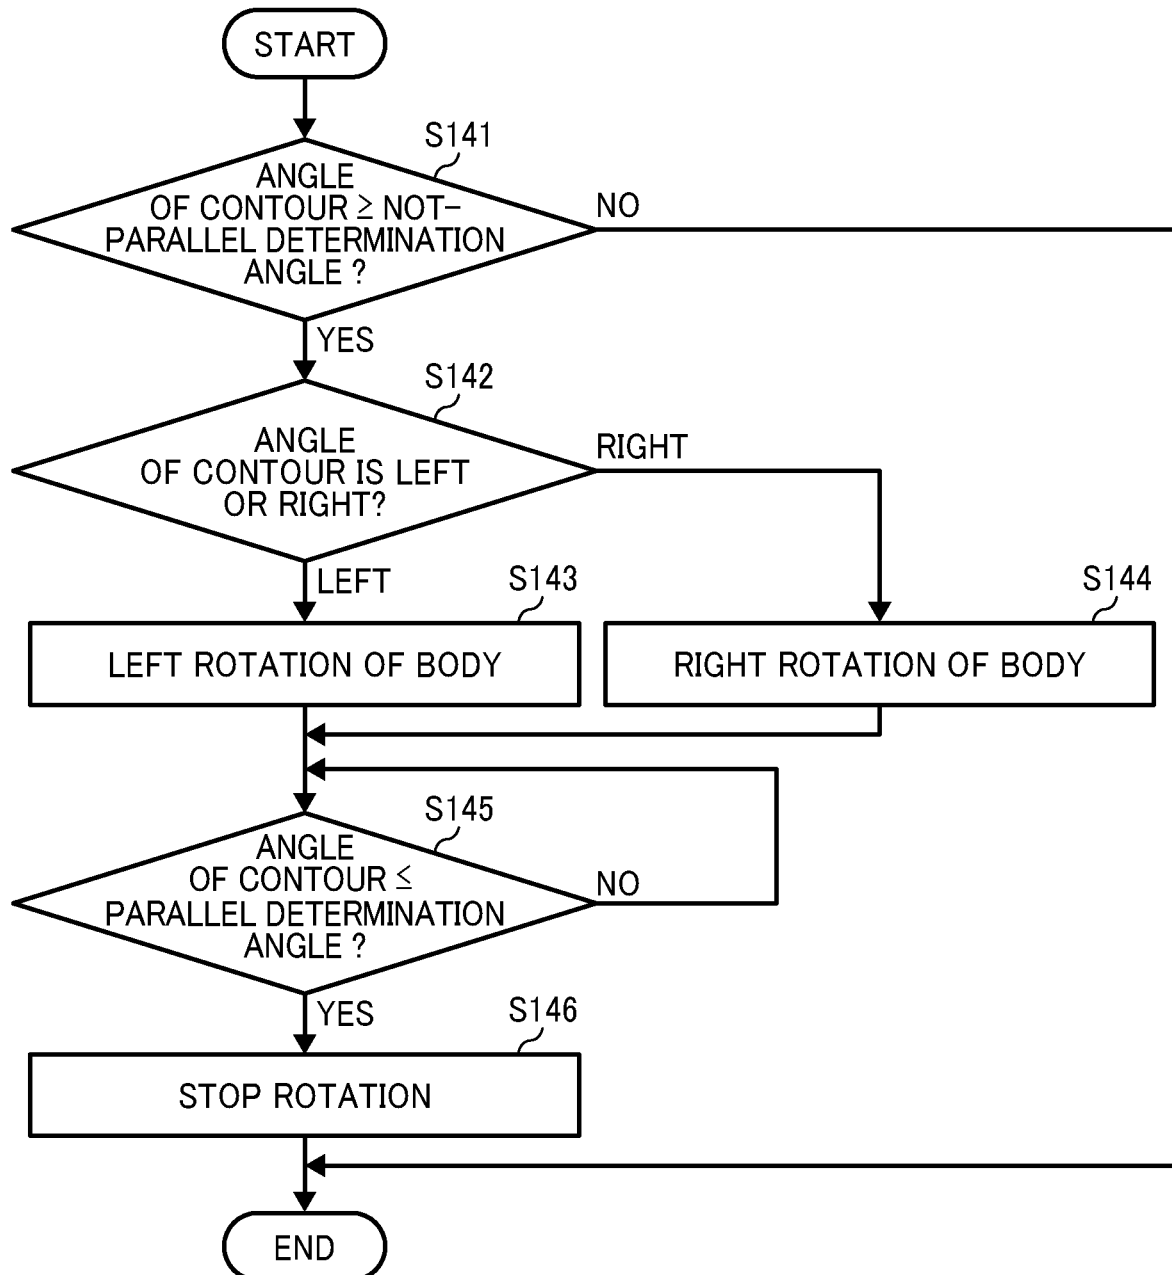 START
S141
ANGLE
OF CONTOUR ≥ NOT-
PARALLEL DETERMINATION
ANGLE ?
NO
YES
S142
ANGLE
OF CONTOUR IS LEFT
OR RIGHT?
RIGHT
LEFT
S143
LEFT ROTATION OF BODY
S144
RIGHT ROTATION OF BODY
S145
ANGLE
OF CONTOUR ≤
PARALLEL DETERMINATION
ANGLE ?
NO
YES
S146
STOP ROTATION
END